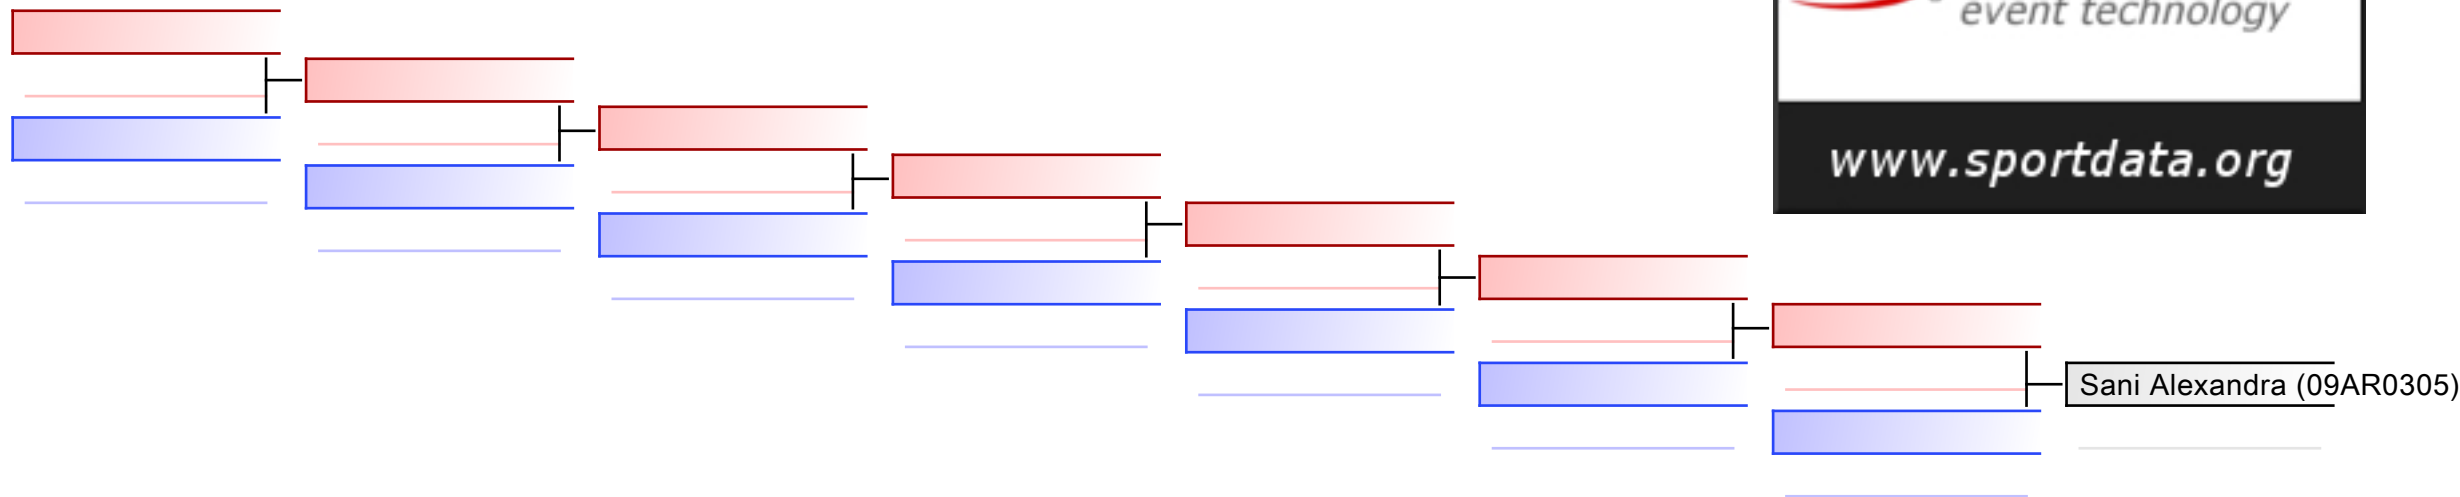 event technology
www.sportdata.org
Sani Alexandra (09AR0305)